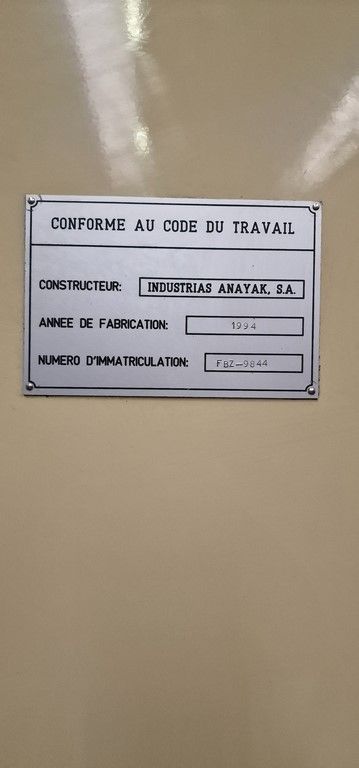 CONFORME AU CODE DU TRAVAIL
CONSTRUCTEUR: INDUSTRIAS ANAYAK, S.A.
ANNEE DE FABRICATION: 1994
NUMERO D'IMMATRICULATION: FBZ-9844